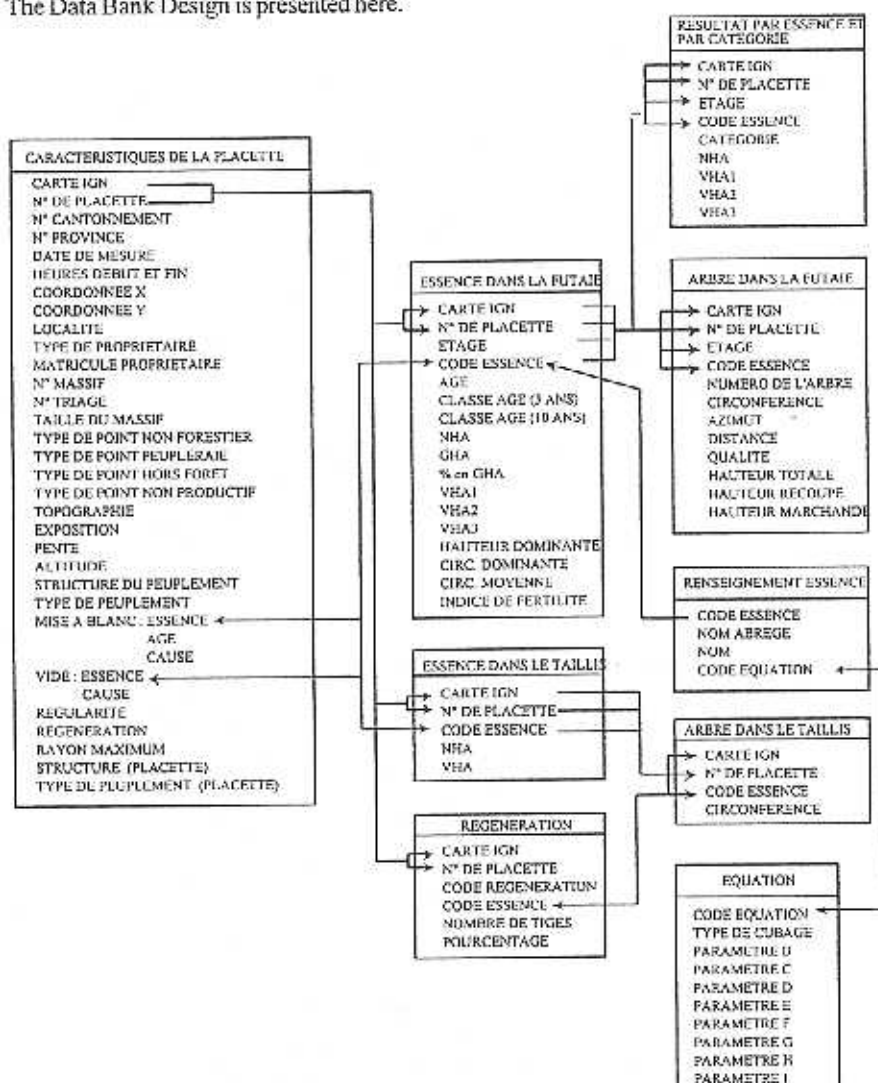 The Data Bank Design is presented here.
CARACTERISTIQUES DE LA PLACETTE
CARTE IGN
N° DE PLACETTE
N° CANTONNEMENT
N° PROVINCE
DATE DE MESURE
HEURES DEBUT ET FIN
COORDONNEE X
COORDONNEE Y
LOCALITE
TYPE DE PROPRIETAIRE
MATRICULE PROPRIETAIRE
N° MASSIF
N° TRIAGE
TAILLE DU MASSIF
TYPE DE POINT NON FORESTIER
TYPE DE POINT PEUPLERAIE
TYPE DE POINT HORS FORET
TYPE DE POINT NON PRODUCTIF
TOPOGRAPHIE
EXPOSITION
PENTE
ALTITUDE
STRUCTURE DU PEUPLEMENT
TYPE DE PEUPLEMENT
MISE A BLANC : ESSENCE
AGE
CAUSE
VIDE : ESSENCE
CAUSE
REGULARITE
REGENERATION
RAYON MAXIMUM
STRUCTURE (PLACETTE)
TYPE DE PEUPLEMENT (PLACETTE)
ESSENCE DANS LA FUTAIE
CARTE IGN
N° DE PLACETTE
ETAGE
CODE ESSENCE
AGE
CLASSE AGE (3 ANS)
CLASSE AGE (10 ANS)
NHA
GHA
% en GHA
VHA1
VHA2
VHA3
HAUTEUR DOMINANTE
CIRC. DOMINANTE
CIRC. MOYENNE
INDICE DE FERTILITE
ESSENCE DANS LE TAILLIS
CARTE IGN
N° DE PLACETTE
CODE ESSENCE
NHA
VHA
REGENERATION
CARTE IGN
N° DE PLACETTE
CODE REGENERATION
CODE ESSENCE
NOMBRE DE TIGES
POURCENTAGE
RESULTAT PAR ESSENCE ET
PAR CATEGORIE
CARTE IGN
N° DE PLACETTE
ETAGE
CODE ESSENCE
CATEGORIE
NHA
VHA1
VHA2
VHA3
ARBRE DANS LA FUTAIE
CARTE IGN
N° DE PLACETTE
ETAGE
CODE ESSENCE
NUMERO DE L'ARBRE
CIRCONFERENCE
AZIMUT
DISTANCE
QUALITE
HAUTEUR TOTALE
HAUTEUR RECOUPE
HAUTEUR MARCHANDE
RENSEIGNEMENT ESSENCE
CODE ESSENCE
NOM ABREGE
NOM
CODE EQUATION
ARBRE DANS LE TAILLIS
CARTE IGN
N° DE PLACETTE
CODE ESSENCE
CIRCONFERENCE
EQUATION
CODE EQUATION
TYPE DE CUBAGE
PARAMETRE
PARAMETRE C
PARAMETRE D
PARAMETRE E
PARAMETRE F
PARAMETRE G
PARAMETRE H
PARAMETRE I